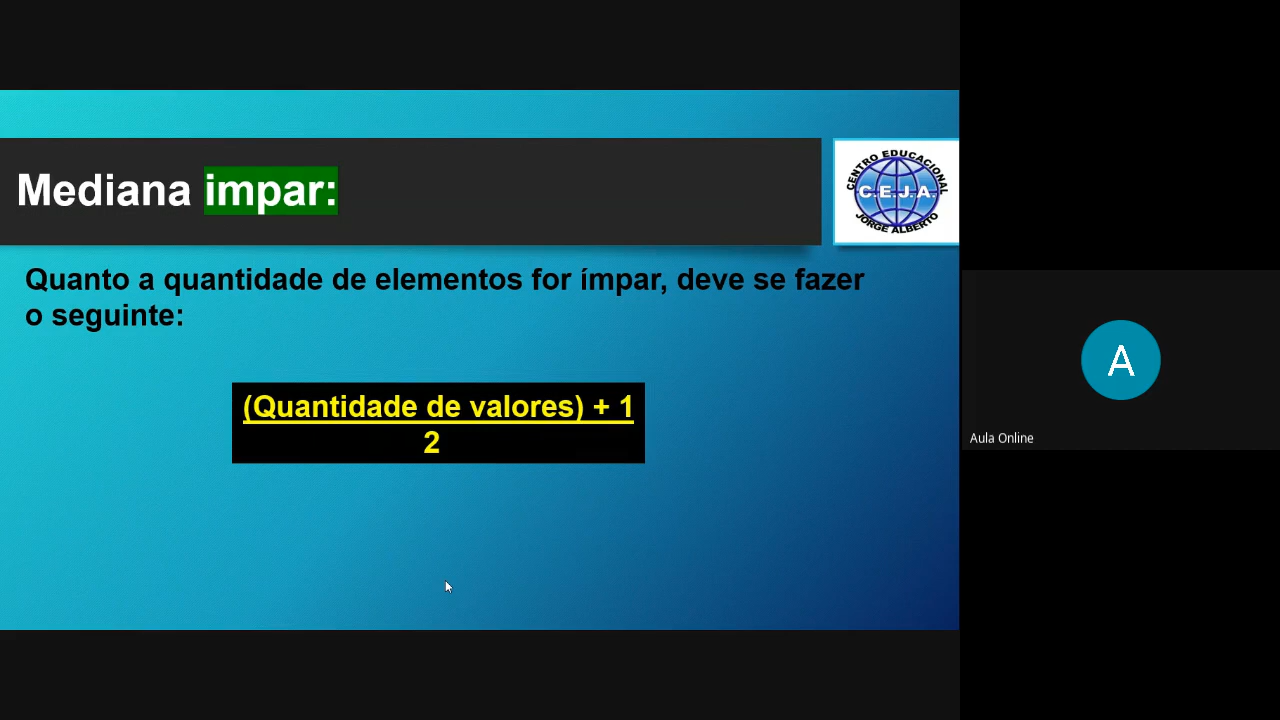 Mediana impar:
CENTRO EDUCACIONAL
C.E.J.A.
JORGE ALBERTO
Quanto a quantidade de elementos for ímpar, deve se fazer
o seguinte:
(Quantidade de valores) + 1
2
A
Aula Online